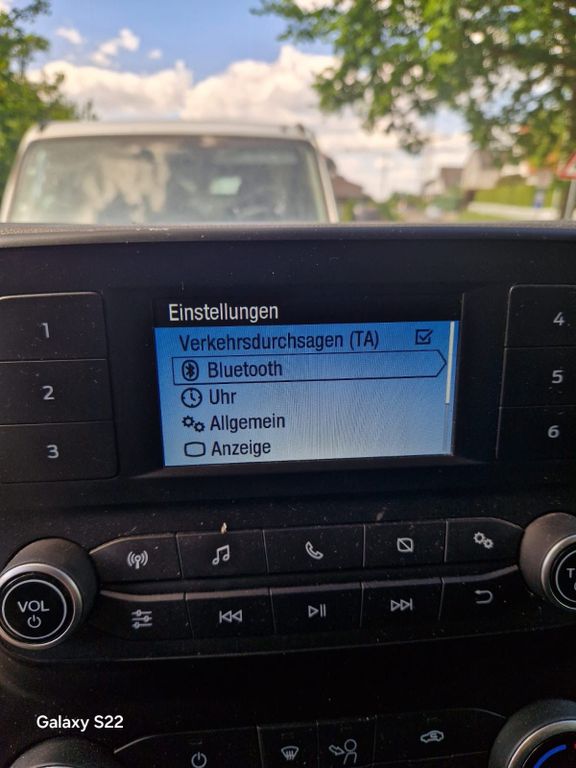 Einstellungen
Verkehrsdurchsagen (TA)
Bluetooth
Uhr
Allgemein
Anzeige
1
2
3
4
5
6
VOL
Galaxy S22